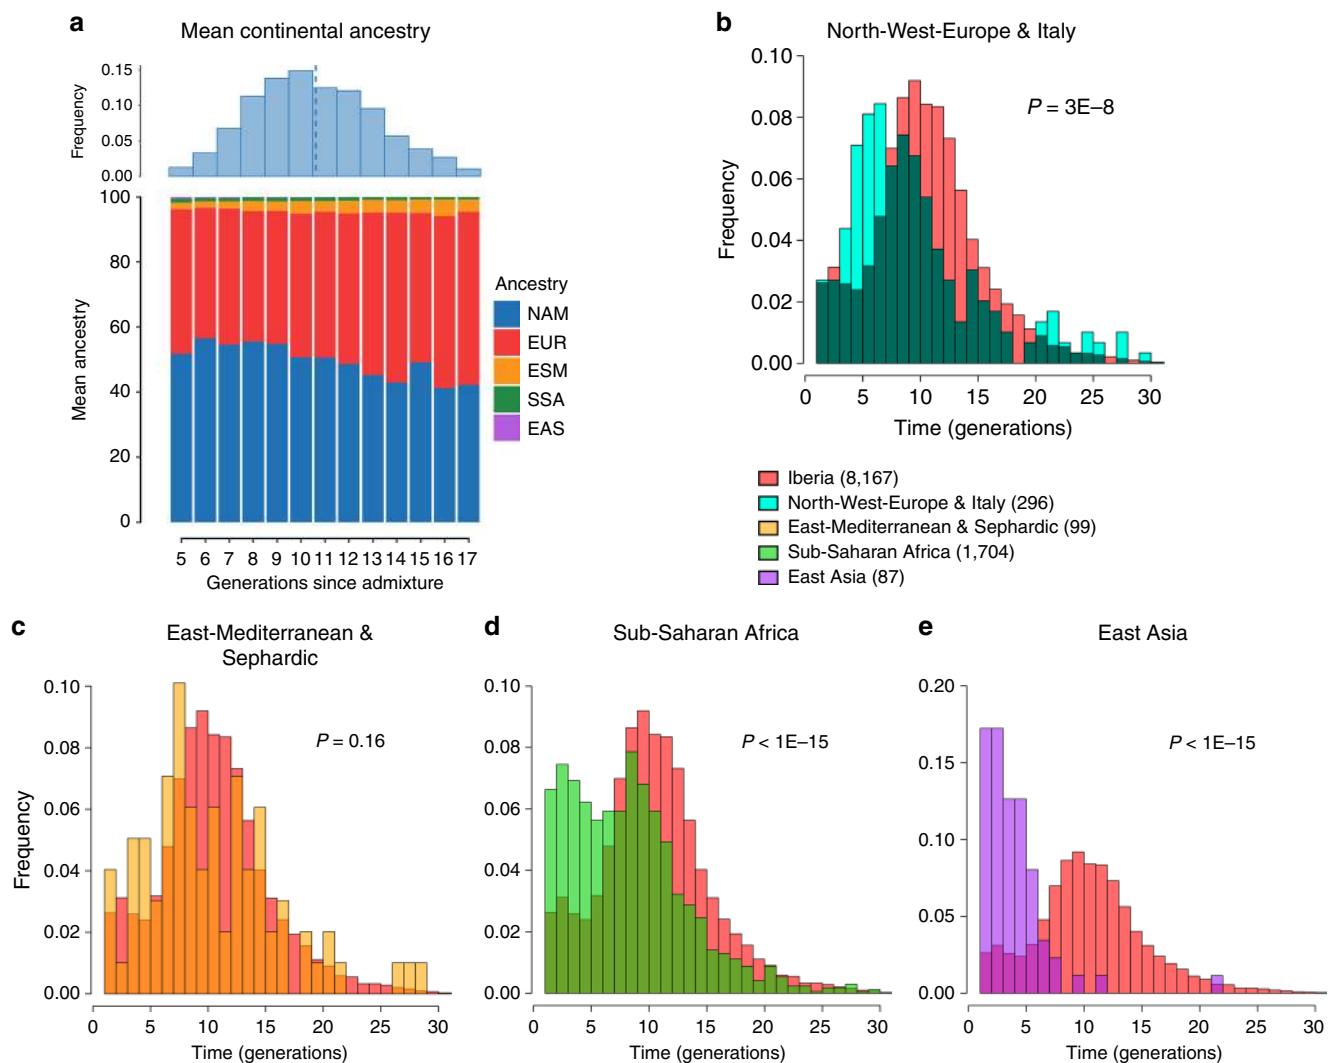 a
Mean continental ancestry
Frequency
0.15
0.10
0.05
0.00
Mean ancestry
100
80
60
40
20
0
5 6 7 8 9 10 11 12 13 14 15 16 17
Generations since admixture
Ancestry
NAM
EUR
ESM
SSA
EAS
b
North-West-Europe & Italy
P = 3E–8
Frequency
0.10
0.08
0.06
0.04
0.02
0.00
0 5 10 15 20 25 30
Time (generations)
Iberia (8,167)
North-West-Europe & Italy (296)
East-Mediterranean & Sephardic (99)
Sub-Saharan Africa (1,704)
East Asia (87)
c
East-Mediterranean &
Sephardic
P = 0.16
Frequency
0.10
0.08
0.06
0.04
0.02
0.00
0 5 10 15 20 25 30
Time (generations)
d
Sub-Saharan Africa
P < 1E–15
0.10
0.08
0.06
0.04
0.02
0.00
0 5 10 15 20 25 30
Time (generations)
e
East Asia
P < 1E–15
0.20
0.15
0.10
0.05
0.00
0 5 10 15 20 25 30
Time (generations)